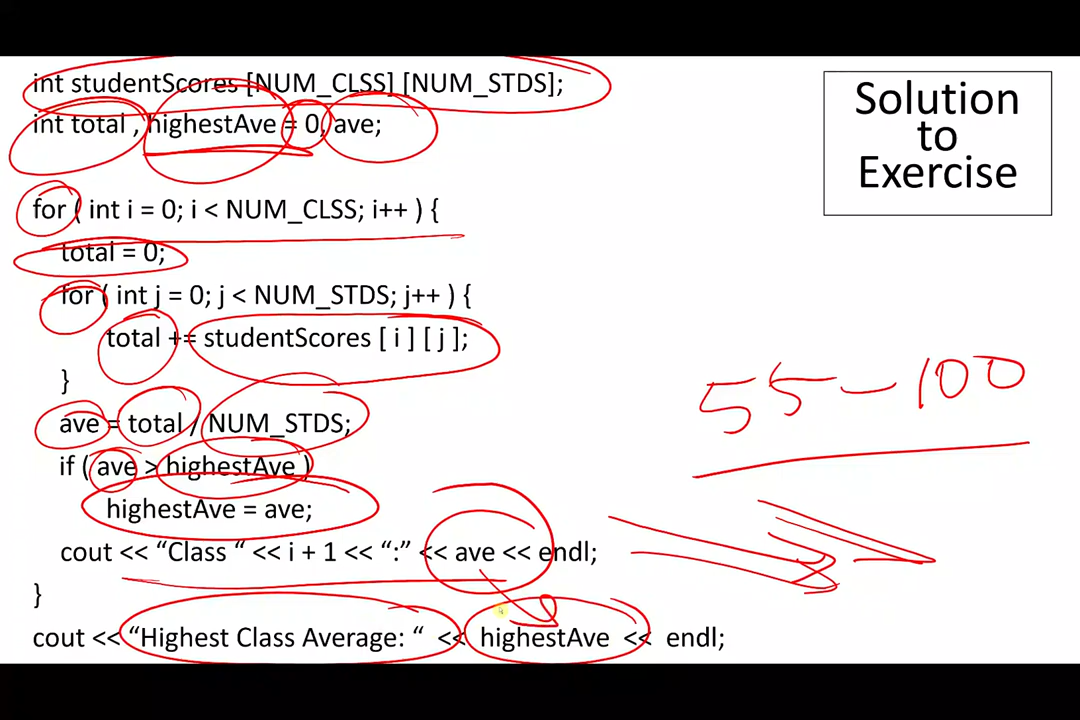 int studentScores [NUM_CLSS] [NUM_STDS];
int total , highestAve = 0, ave;
for ( int i = 0; i < NUM_CLSS; i++ ) {
total = 0;
for ( int j = 0; j < NUM_STDS; j++ ) {
total += studentScores [ i ] [ j ];
}
ave = total / NUM_STDS;
if ( ave > highestAve )
highestAve = ave;
cout << “Class “ << i + 1 << “:” << ave << endl;
}
cout << “Highest Class Average: “ << highestAve << endl;
Solution
to
Exercise
55-100